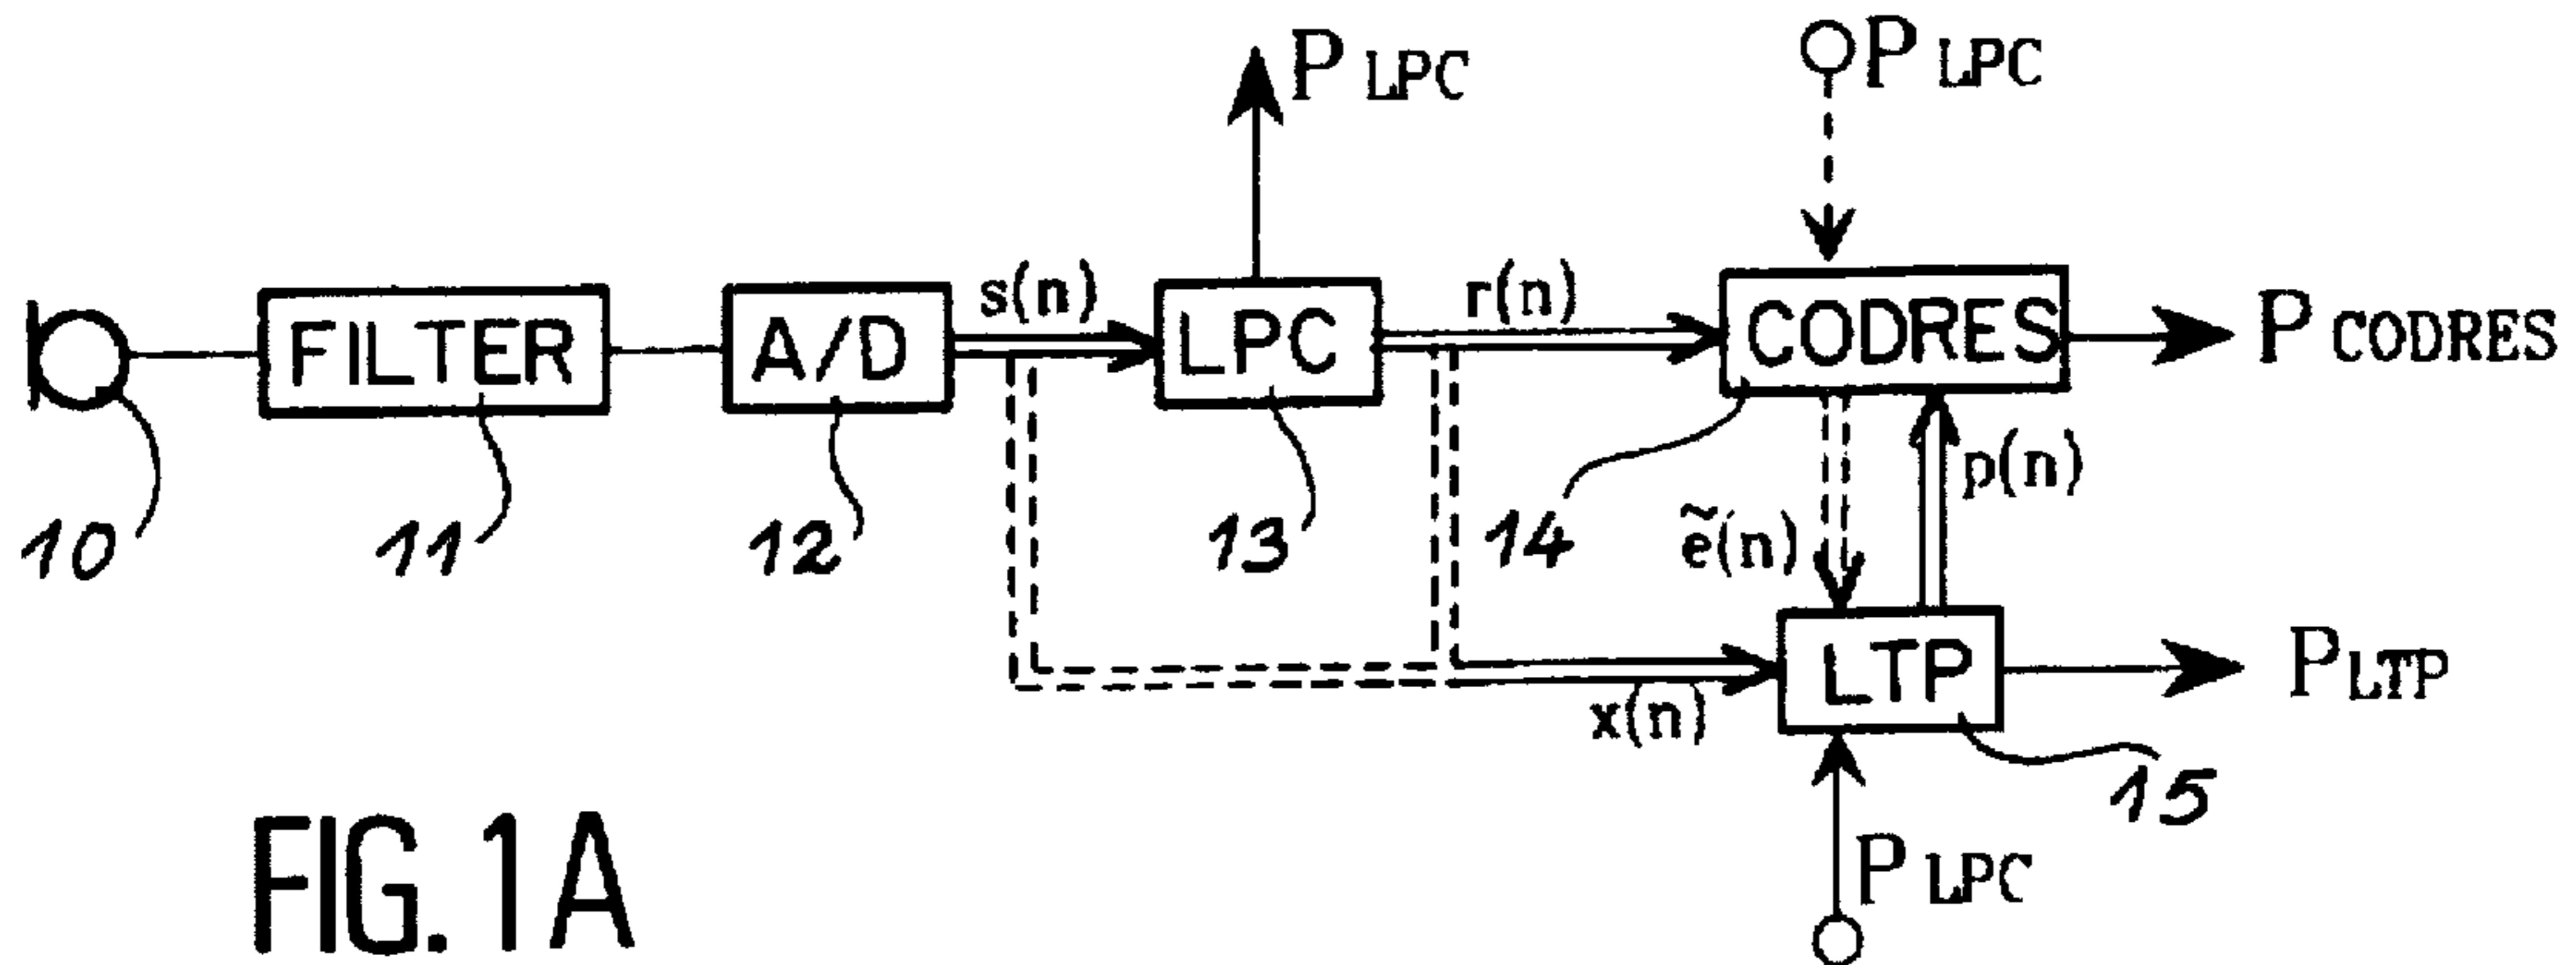 P LPC
P LPC
s(n)
r(n)
FILTER
A/D
LPC
CODRES
P CODRES
10
11
12
13
14
ẽ(n)
p(n)
x(n)
LTP
P LTP
15
P LPC
FIG. 1A